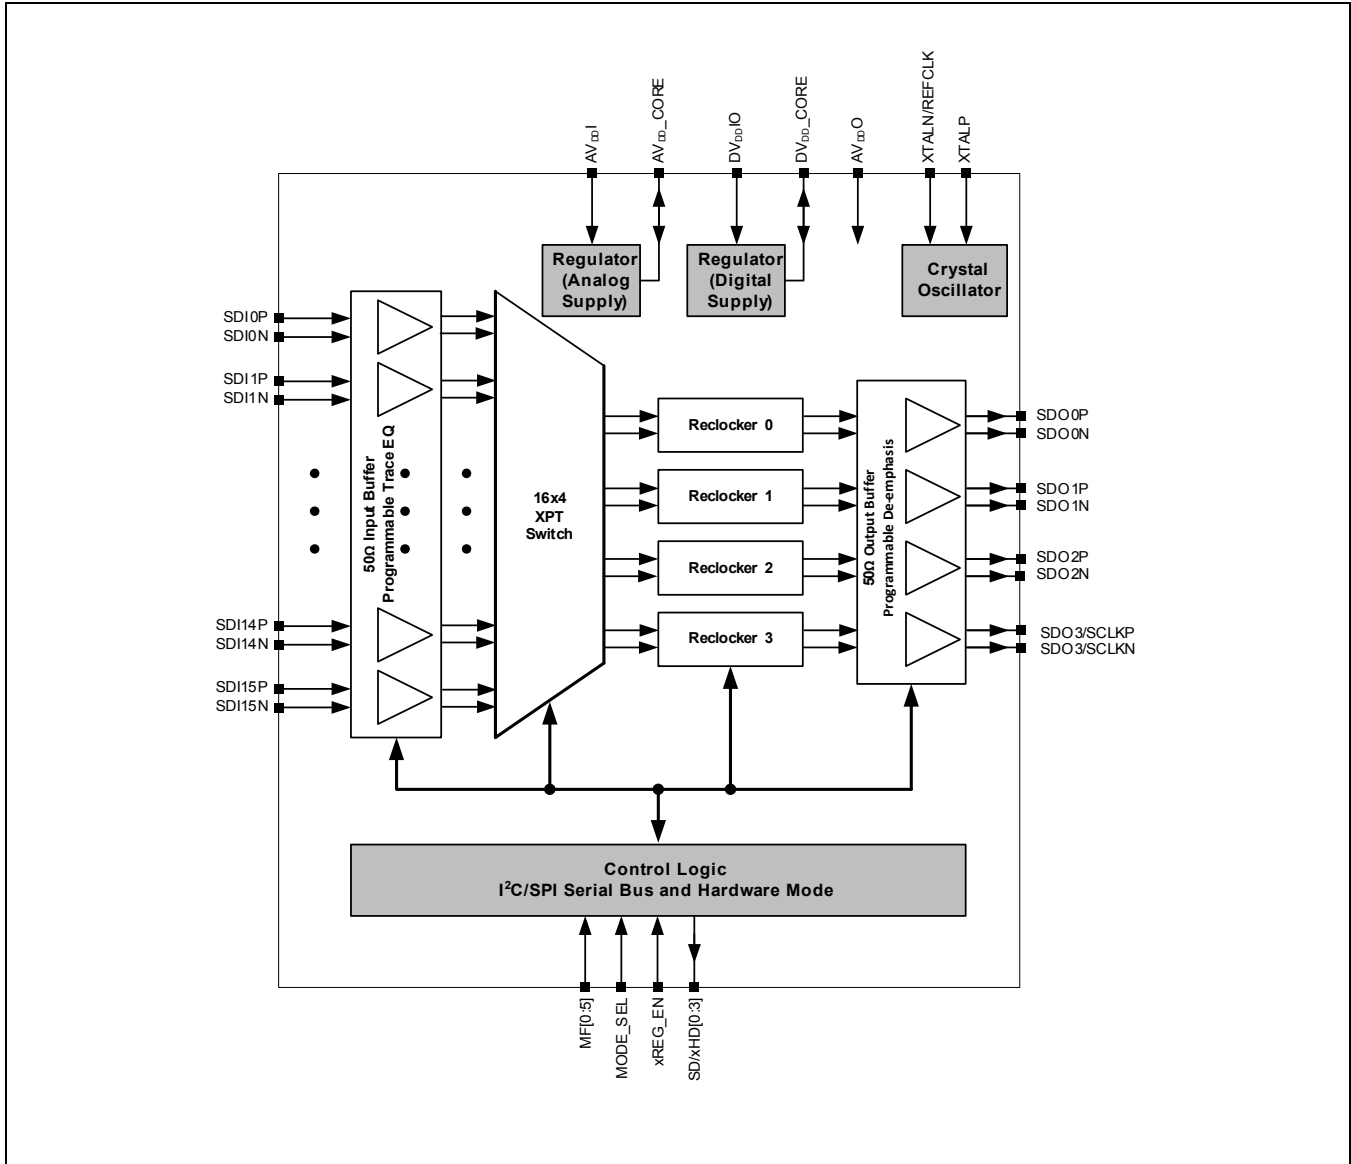 AVDDI
AVDD_CORE
DVDDIO
DVDD_CORE
AVDDO
XTALN/REFCLK
XTALP
Regulator
(Analog
Supply)
Regulator
(Digital
Supply)
Crystal
Oscillator
SDI0P
SDI0N
SDI1P
SDI1N
SDI14P
SDI14N
SDI15P
SDI15N
50Ω Input Buffer
Programmable Trace EQ
16x4
XPT
Switch
Reclocker 0
Reclocker 1
Reclocker 2
Reclocker 3
50Ω Output Buffer
Programmable De-emphasis
SDO0P
SDO0N
SDO1P
SDO1N
SDO2P
SDO2N
SDO3/SCLKP
SDO3/SCLKN
Control Logic
I²C/SPI Serial Bus and Hardware Mode
MF[0:5]
MODE_SEL
xREG_EN
SD/xHD[0:3]